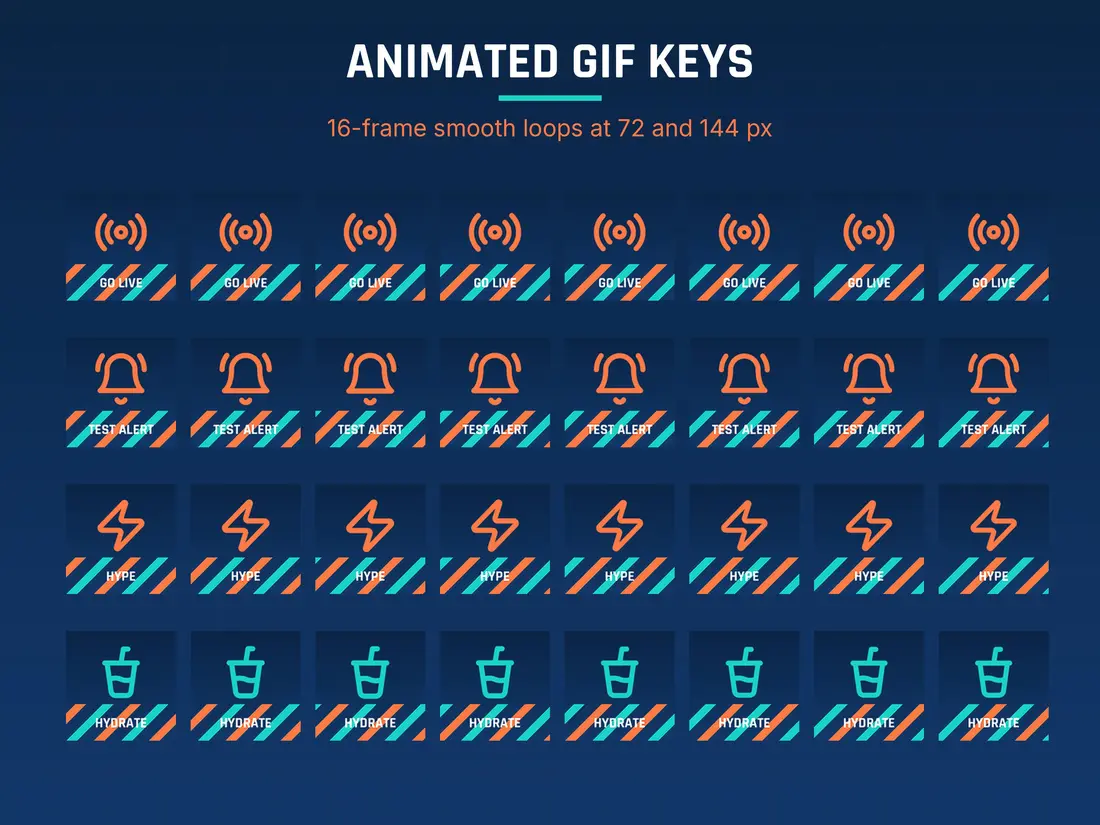 ANIMATED GIF KEYS
16-frame smooth loops at 72 and 144 px
GO LIVE GO LIVE GO LIVE GO LIVE GO LIVE GO LIVE GO LIVE GO LIVE
TEST ALERT TEST ALERT TEST ALERT TEST ALERT TEST ALERT TEST ALERT TEST ALERT TEST ALERT
HYPE HYPE HYPE HYPE HYPE HYPE HYPE HYPE
HYDRATE HYDRATE HYDRATE HYDRATE HYDRATE HYDRATE HYDRATE HYDRATE